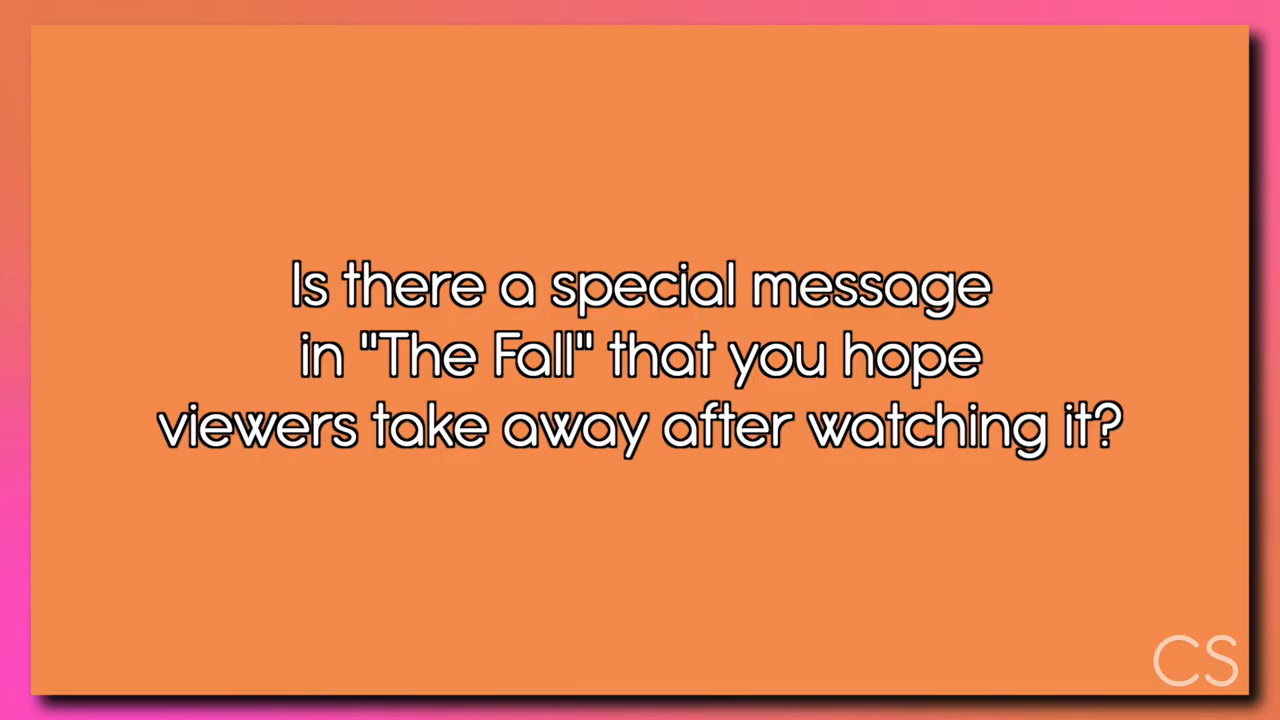 Is there a special message
in "The Fall" that you hope
viewers take away after watching it?
CS